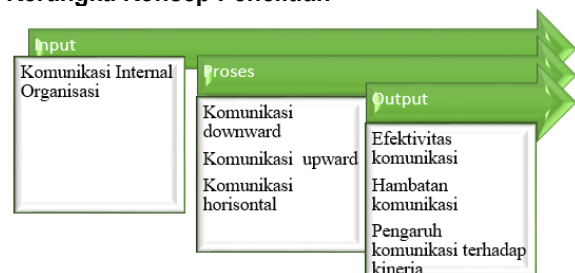 Kerangka Konsep Penelitian
Input
Komunikasi Internal
Organisasi
Proses
Komunikasi
downward
Komunikasi upward
Komunikasi
horisontal
Output
Efektivitas
komunikasi
Hambatan
komunikasi
Pengaruh
komunikasi terhadap
kinerja